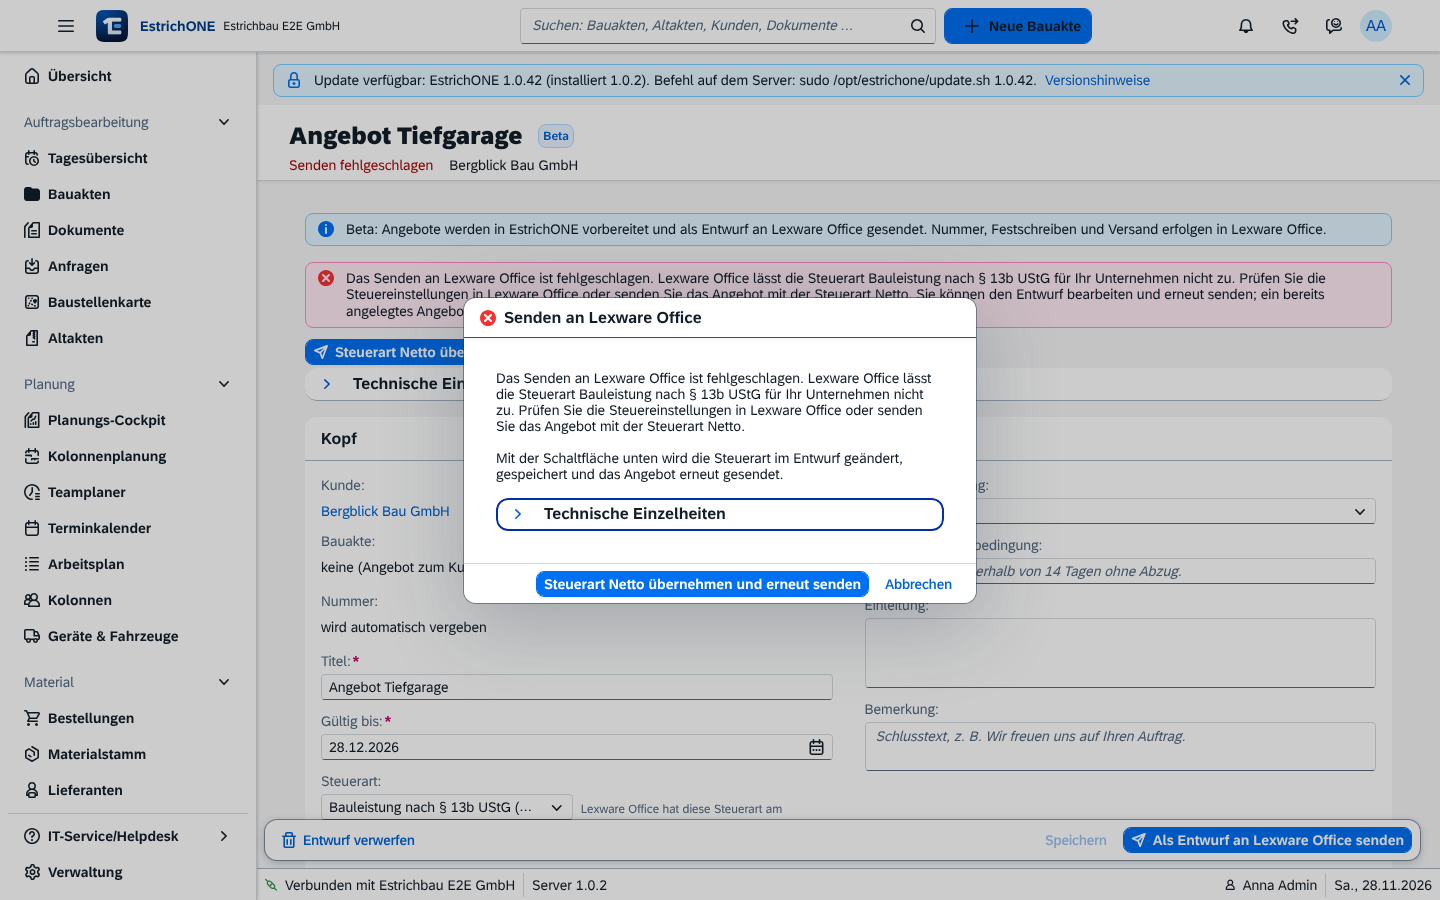 EstrichONE Estrichbau E2E GmbH
Suchen: Bauakten, Altakten, Kunden, Dokumente ...
Neue Bauakte
AA
Übersicht
Auftragsbearbeitung
Tagesübersicht
Bauakten
Dokumente
Anfragen
Baustellenkarte
Altakten
Planung
Planungs-Cockpit
Kolonnenplanung
Teamplaner
Terminkalender
Arbeitsplan
Kolonnen
Geräte & Fahrzeuge
Material
Bestellungen
Materialstamm
Lieferanten
IT-Service/Helpdesk
Verwaltung
Update verfügbar: EstrichONE 1.0.42 (installiert 1.0.2). Befehl auf dem Server: sudo /opt/estrichone/update.sh 1.0.42. Versionshinweise
Angebot Tiefgarage Beta
Senden fehlgeschlagen Bergblick Bau GmbH
Beta: Angebote werden in EstrichONE vorbereitet und als Entwurf an Lexware Office gesendet. Nummer, Festschreiben und Versand erfolgen in Lexware Office.
Das Senden an Lexware Office ist fehlgeschlagen. Lexware Office lässt die Steuerart Bauleistung nach § 13b UStG für Ihr Unternehmen nicht zu. Prüfen Sie die
Steuereinstellungen in Lexware Office oder senden Sie das Angebot mit der Steuerart Netto. Sie können den Entwurf bearbeiten und erneut senden; ein bereits
angelegtes Angebo
Steuerart Netto übe
Technische Ein
Kopf
Kunde:
Bergblick Bau GmbH
Bauakte:
keine (Angebot zum Ku
Nummer:
wird automatisch vergeben
Titel:*
Angebot Tiefgarage
Gültig bis:*
28.12.2026
Steuerart:
Bauleistung nach § 13b UStG (... Lexware Office hat diese Steuerart am
g:
bedingung:
erhalb von 14 Tagen ohne Abzug.
Einleitung:
Bemerkung:
Schlusstext, z. B. Wir freuen uns auf Ihren Auftrag.
Senden an Lexware Office
Das Senden an Lexware Office ist fehlgeschlagen. Lexware Office lässt
die Steuerart Bauleistung nach § 13b UStG für Ihr Unternehmen nicht
zu. Prüfen Sie die Steuereinstellungen in Lexware Office oder senden
Sie das Angebot mit der Steuerart Netto.
Mit der Schaltfläche unten wird die Steuerart im Entwurf geändert,
gespeichert und das Angebot erneut gesendet.
Technische Einzelheiten
Steuerart Netto übernehmen und erneut senden Abbrechen
Entwurf verwerfen Speichern Als Entwurf an Lexware Office senden
Verbunden mit Estrichbau E2E GmbH Server 1.0.2 Anna Admin Sa., 28.11.2026